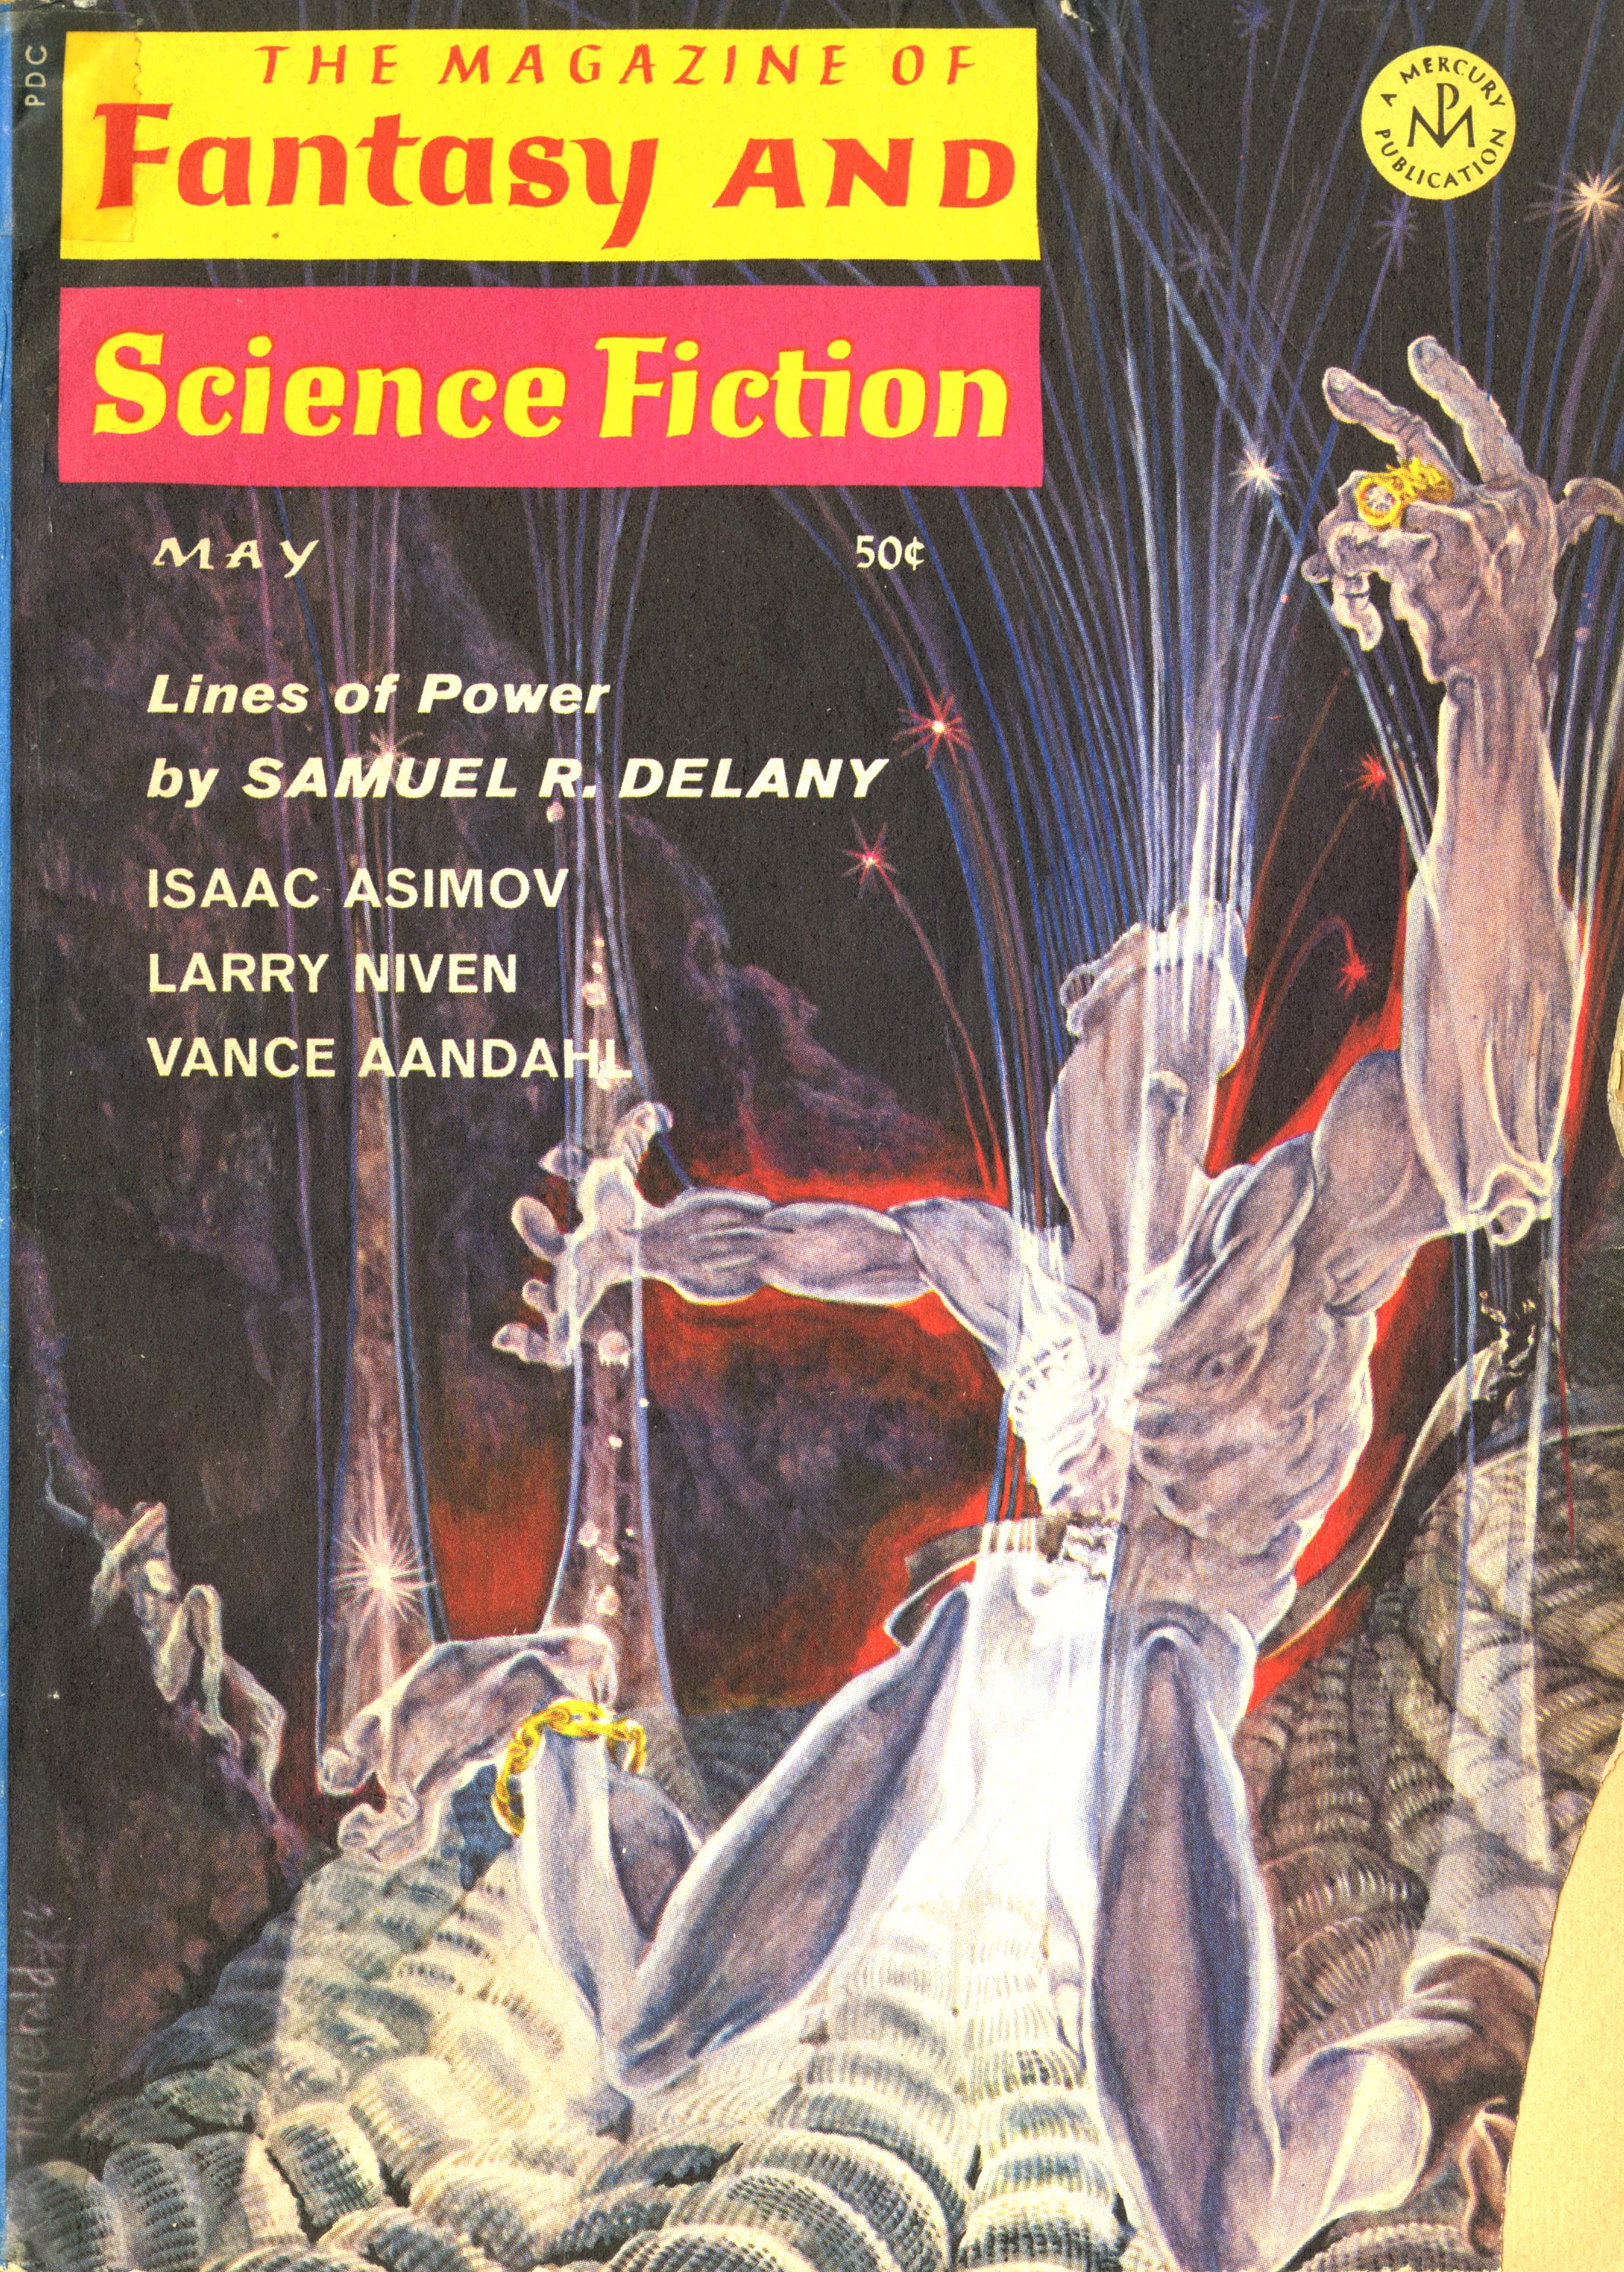 PDC
THE MAGAZINE OF
Fantasy AND
Science Fiction
A MERCURY
PM
PUBLICATION
MAY
50¢
Lines of Power
by SAMUEL R. DELANY
ISAAC ASIMOV
LARRY NIVEN
VANCE AANDAHL